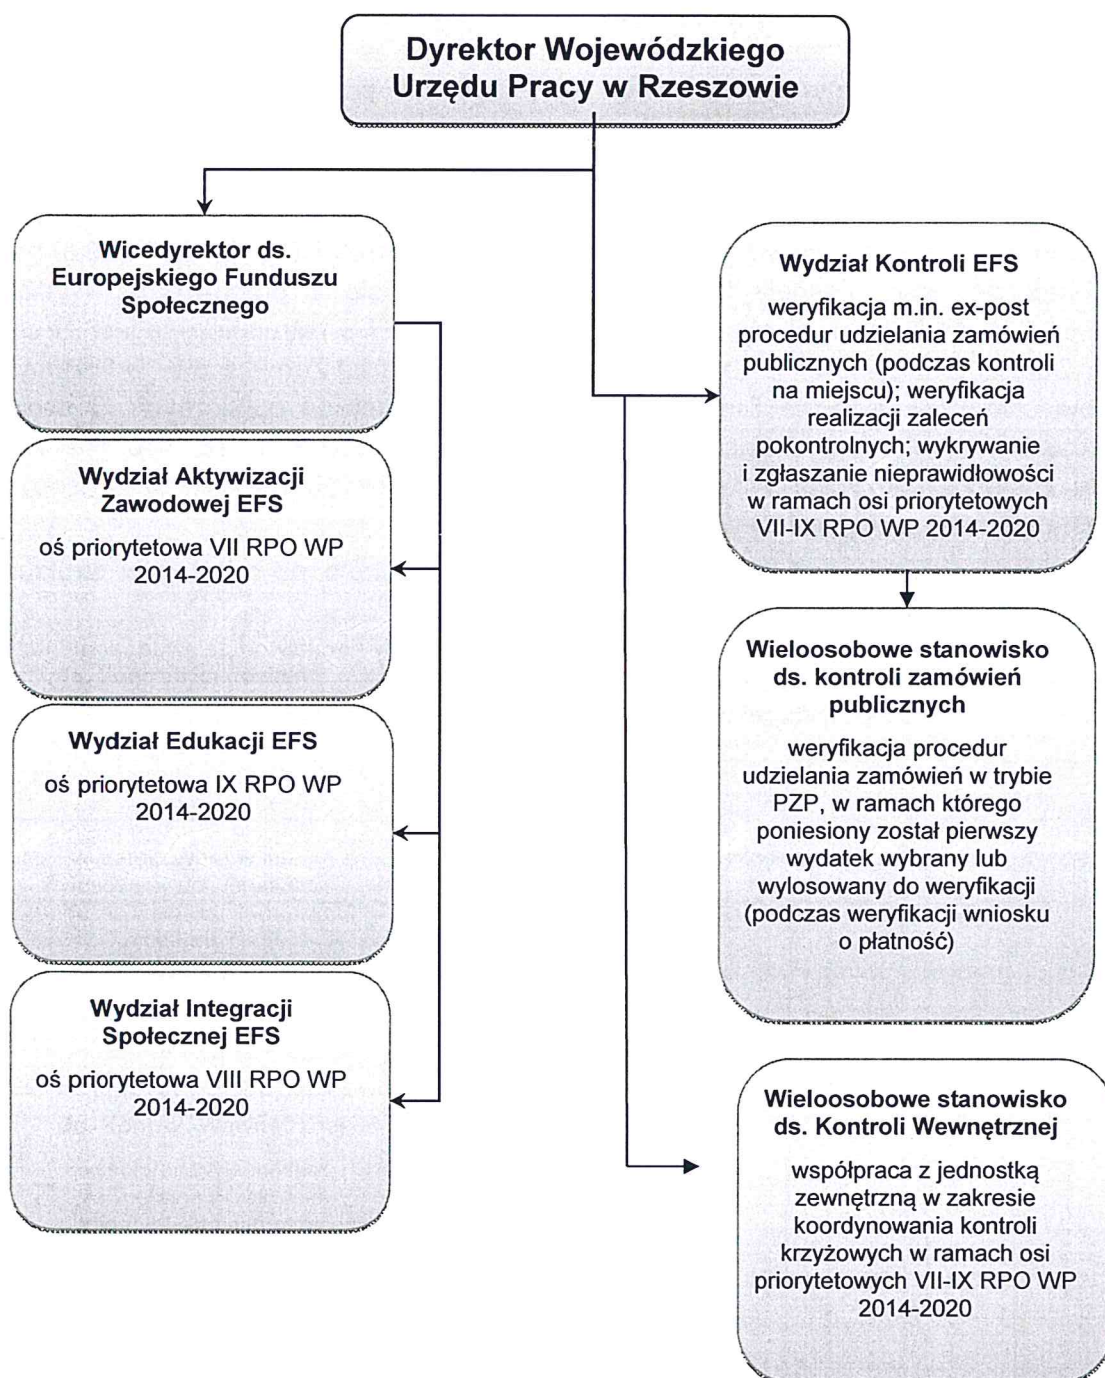 Dyrektor Wojewódzkiego
Urzędu Pracy w Rzeszowie
Wicedyrektor ds.
Europejskiego Funduszu
Społecznego
Wydział Aktywizacji
Zawodowej EFS
oś priorytetowa VII RPO WP
2014-2020
Wydział Edukacji EFS
oś priorytetowa IX RPO WP
2014-2020
Wydział Integracji
Społecznej EFS
oś priorytetowa VIII RPO WP
2014-2020
Wydział Kontroli EFS
weryfikacja m.in. ex-post
procedur udzielania zamówień
publicznych (podczas kontroli
na miejscu); weryfikacja
realizacji zaleceń
pokontrolnych; wykrywanie
i zgłaszanie nieprawidłowości
w ramach osi priorytetowych
VII-IX RPO WP 2014-2020
Wieloosobowe stanowisko
ds. kontroli zamówień
publicznych
weryfikacja procedur
udzielania zamówień w trybie
PZP, w ramach którego
poniesiony został pierwszy
wydatek wybrany lub
wylosowany do weryfikacji
(podczas weryfikacji wniosku
o płatność)
Wieloosobowe stanowisko
ds. Kontroli Wewnętrznej
współpraca z jednostką
zewnętrzną w zakresie
koordynowania kontroli
krzyżowych w ramach osi
priorytetowych VII-IX RPO WP
2014-2020